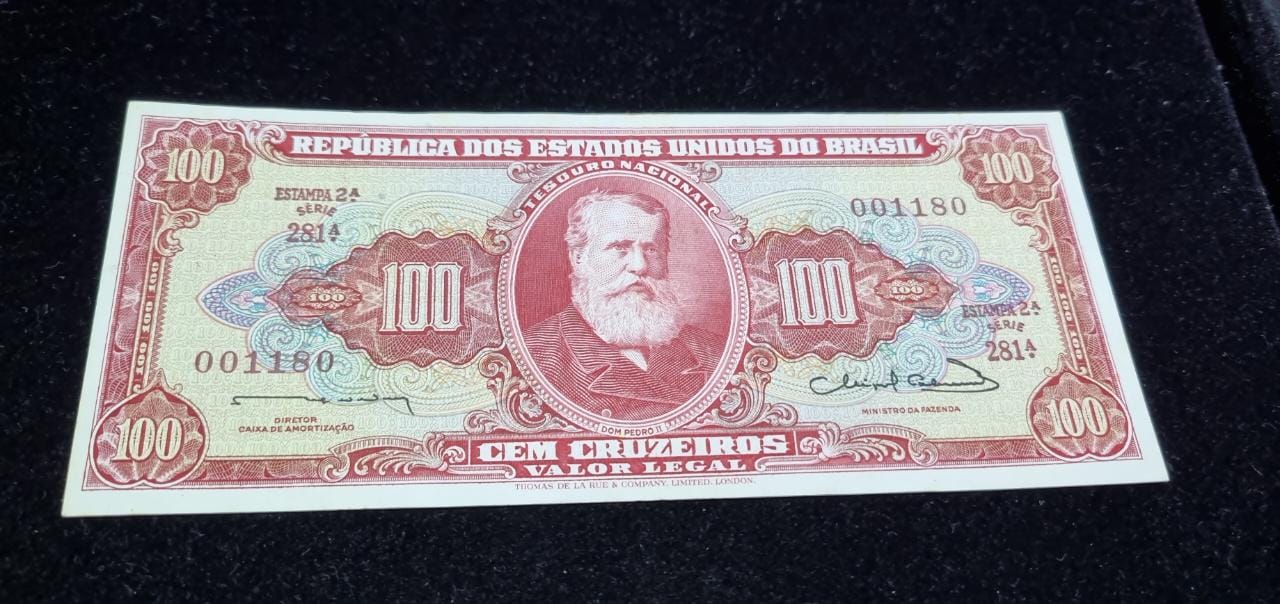 REPÚBLICA DOS ESTADOS UNIDOS DO BRASIL
100
100
TESOURO NACIONAL
ESTAMPA 2ª
SÉRIE
281ª
001180
100
100
100
100
ESTAMPA 2ª
SÉRIE
281ª
001180
DIRETOR
CAIXA DE AMORTIZAÇÃO
MINISTRO DA FAZENDA
DOM PEDRO II
100
100
CEM CRUZEIROS
VALOR LEGAL
THOMAS DE LA RUE & COMPANY, LIMITED, LONDON.